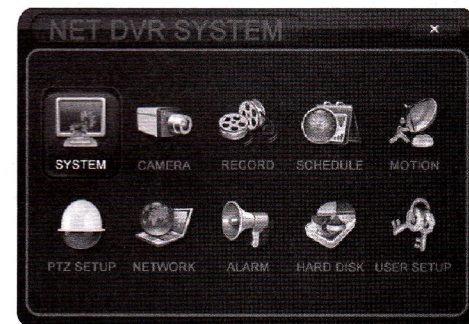 NET DVR SYSTEM
SYSTEM CAMERA RECORD SCHEDULE MOTION
PTZ SETUP NETWORK ALARM HARD DISK USER SETUP